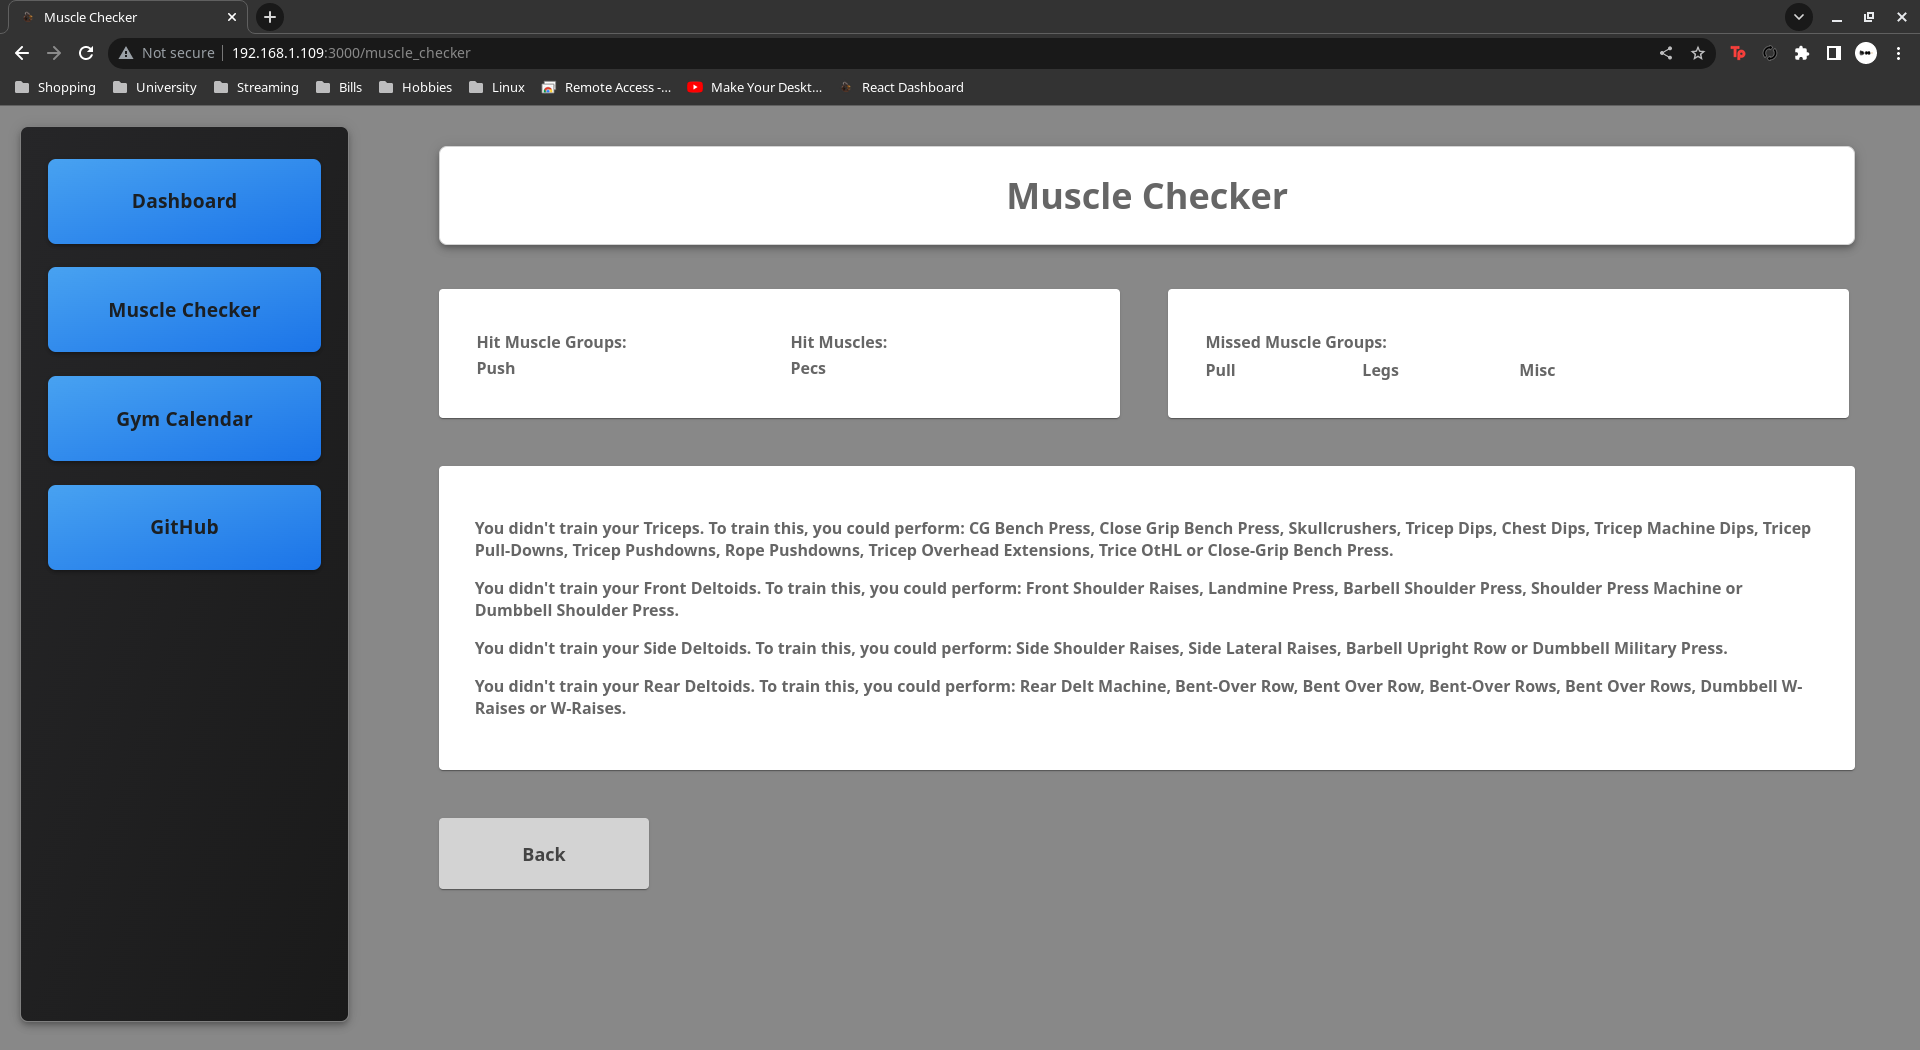 Muscle Checker
Not secure 192.168.1.109:3000/muscle_checker
Shopping University Streaming Bills Hobbies Linux Remote Access -... Make Your Deskt... React Dashboard
Dashboard
Muscle Checker
Gym Calendar
GitHub
Muscle Checker
Hit Muscle Groups: Hit Muscles:
Push Pecs
Missed Muscle Groups:
Pull Legs Misc
You didn't train your Triceps. To train this, you could perform: CG Bench Press, Close Grip Bench Press, Skullcrushers, Tricep Dips, Chest Dips, Tricep Machine Dips, Tricep
Pull-Downs, Tricep Pushdowns, Rope Pushdowns, Tricep Overhead Extensions, Trice OtHL or Close-Grip Bench Press.
You didn't train your Front Deltoids. To train this, you could perform: Front Shoulder Raises, Landmine Press, Barbell Shoulder Press, Shoulder Press Machine or
Dumbbell Shoulder Press.
You didn't train your Side Deltoids. To train this, you could perform: Side Shoulder Raises, Side Lateral Raises, Barbell Upright Row or Dumbbell Military Press.
You didn't train your Rear Deltoids. To train this, you could perform: Rear Delt Machine, Bent-Over Row, Bent Over Row, Bent-Over Rows, Bent Over Rows, Dumbbell W-
Raises or W-Raises.
Back